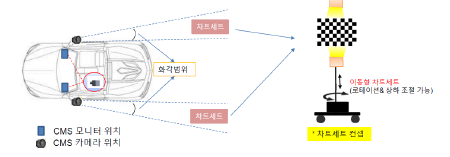 차트세트
화각범위
차트세트
이동형 차트세트
(로테이션& 상하 조절 가능)
* 차트세트 컨셉
CMS 모니터 위치
CMS 카메라 위치